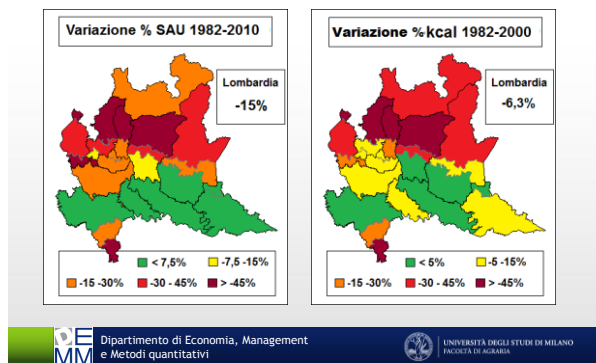 Variazione % SAU 1982-2010
Lombardia
-15%
< 7,5%
-7,5 -15%
-15 -30%
-30 - 45%
> -45%
Variazione %kcal 1982-2000
Lombardia
-6,3%
< 5%
-5 -15%
-15 -30%
-30 - 45%
> -45%
DE
MM
Dipartimento di Economia, Management
e Metodi quantitativi
UNIVERSITÀ DEGLI STUDI DI MILANO
FACOLTÀ DI AGRARIA